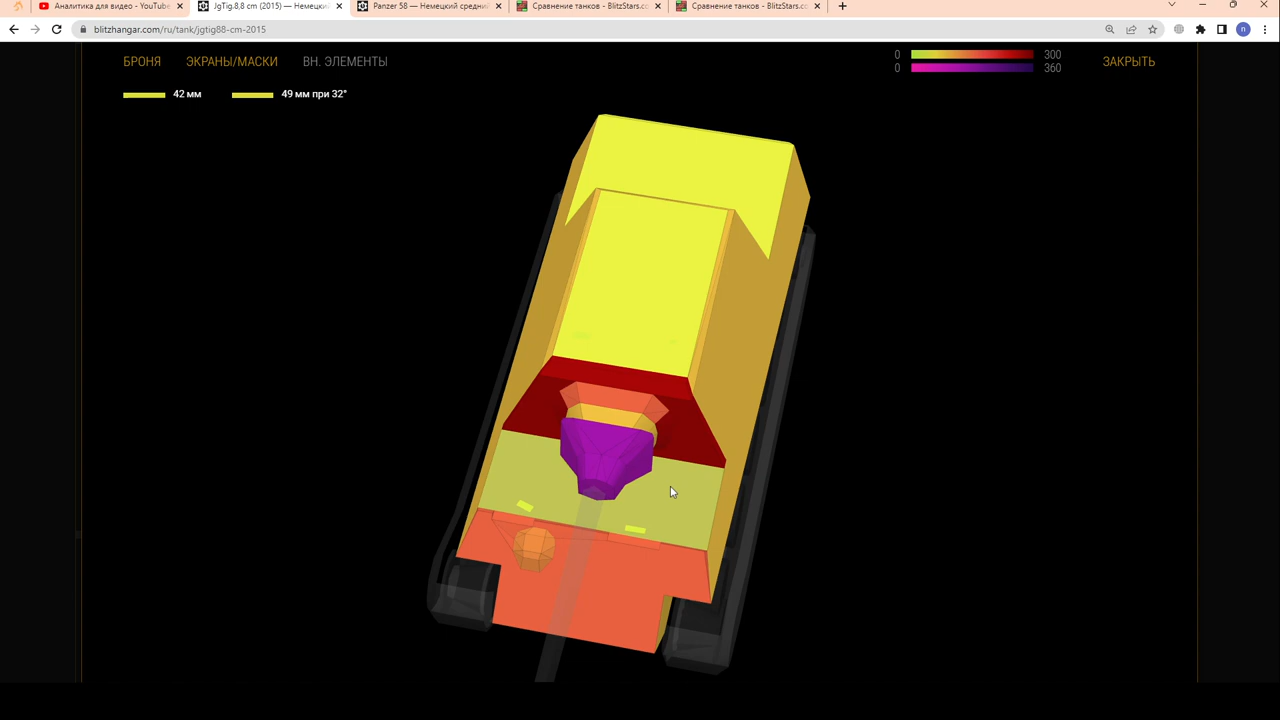 Аналитика для видео - YouTube
JgTig.8,8 cm (2015) — Немецкий
Panzer 58 — Немецкий средний
Сравнение танков - BlitzStars.co
Сравнение танков - BlitzStars.co
blitzhangar.com/ru/tank/jgtig88-cm-2015
n
БРОНЯ
ЭКРАНЫ/МАСКИ
ВН. ЭЛЕМЕНТЫ
0 300
0 360
ЗАКРЫТЬ
42 мм
49 мм при 32°